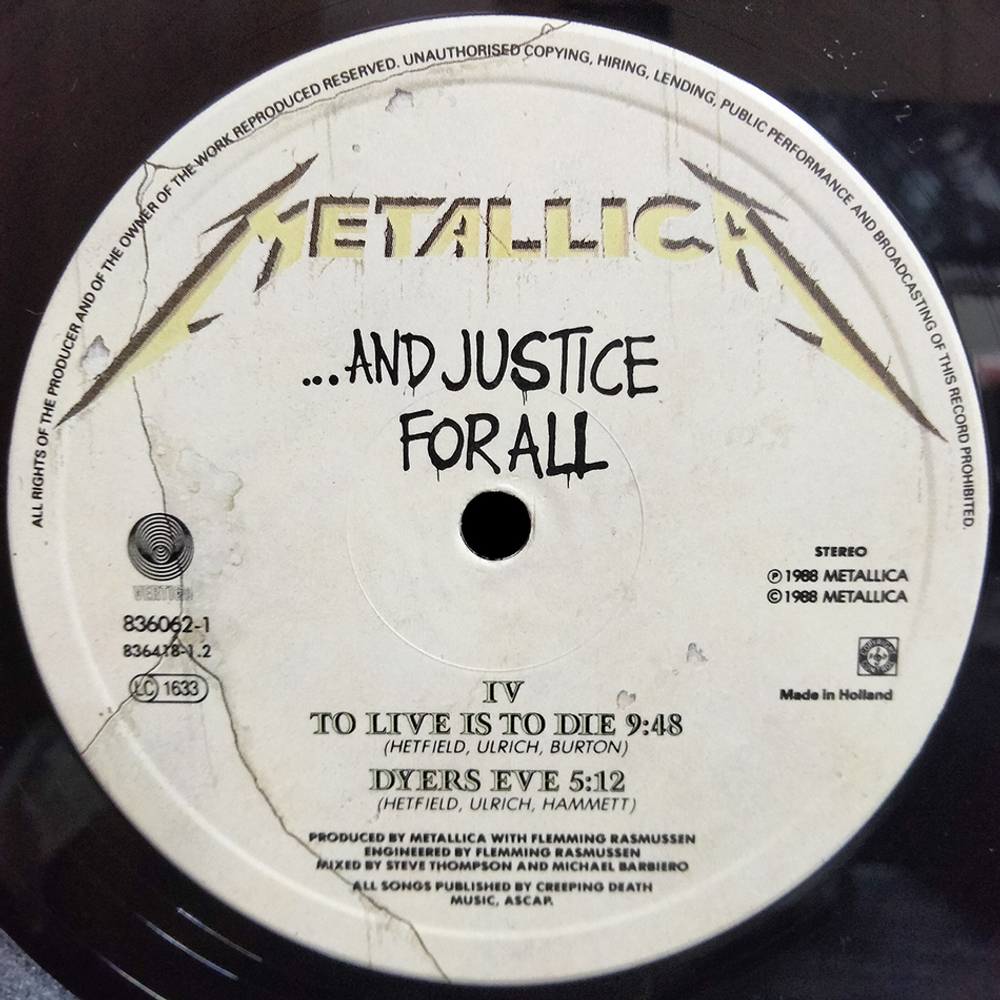 ALL RIGHTS OF THE PRODUCER AND OF THE OWNER OF THE WORK REPRODUCED RESERVED. UNAUTHORISED COPYING, HIRING, LENDING, PUBLIC PERFORMANCE AND BROADCASTING OF THIS RECORD PROHIBITED.
METALLICA
...AND JUSTICE
FOR ALL
VERTIGO
836062-1
836418-1.2
LC 1633
STEREO
℗ 1988 METALLICA
© 1988 METALLICA
Made in Holland
IV
TO LIVE IS TO DIE 9:48
(HETFIELD, ULRICH, BURTON)
DYERS EVE 5:12
(HETFIELD, ULRICH, HAMMETT)
PRODUCED BY METALLICA WITH FLEMMING RASMUSSEN
ENGINEERED BY FLEMMING RASMUSSEN
MIXED BY STEVE THOMPSON AND MICHAEL BARBIERO
ALL SONGS PUBLISHED BY CREEPING DEATH
MUSIC, ASCAP.